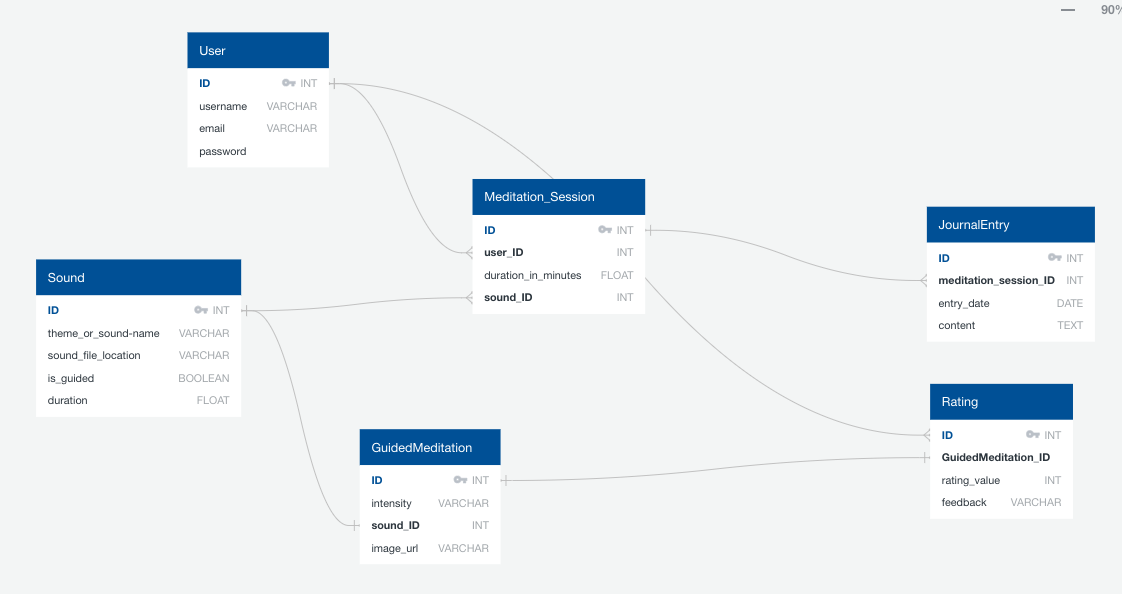 90%
User
ID INT
username VARCHAR
email VARCHAR
password
Meditation_Session
ID INT
user_ID INT
duration_in_minutes FLOAT
sound_ID INT
JournalEntry
ID INT
meditation_session_ID INT
entry_date DATE
content TEXT
Sound
ID INT
theme_or_sound-name VARCHAR
sound_file_location VARCHAR
is_guided BOOLEAN
duration FLOAT
Rating
ID INT
GuidedMeditation_ID
rating_value INT
feedback VARCHAR
GuidedMeditation
ID INT
intensity VARCHAR
sound_ID INT
image_url VARCHAR